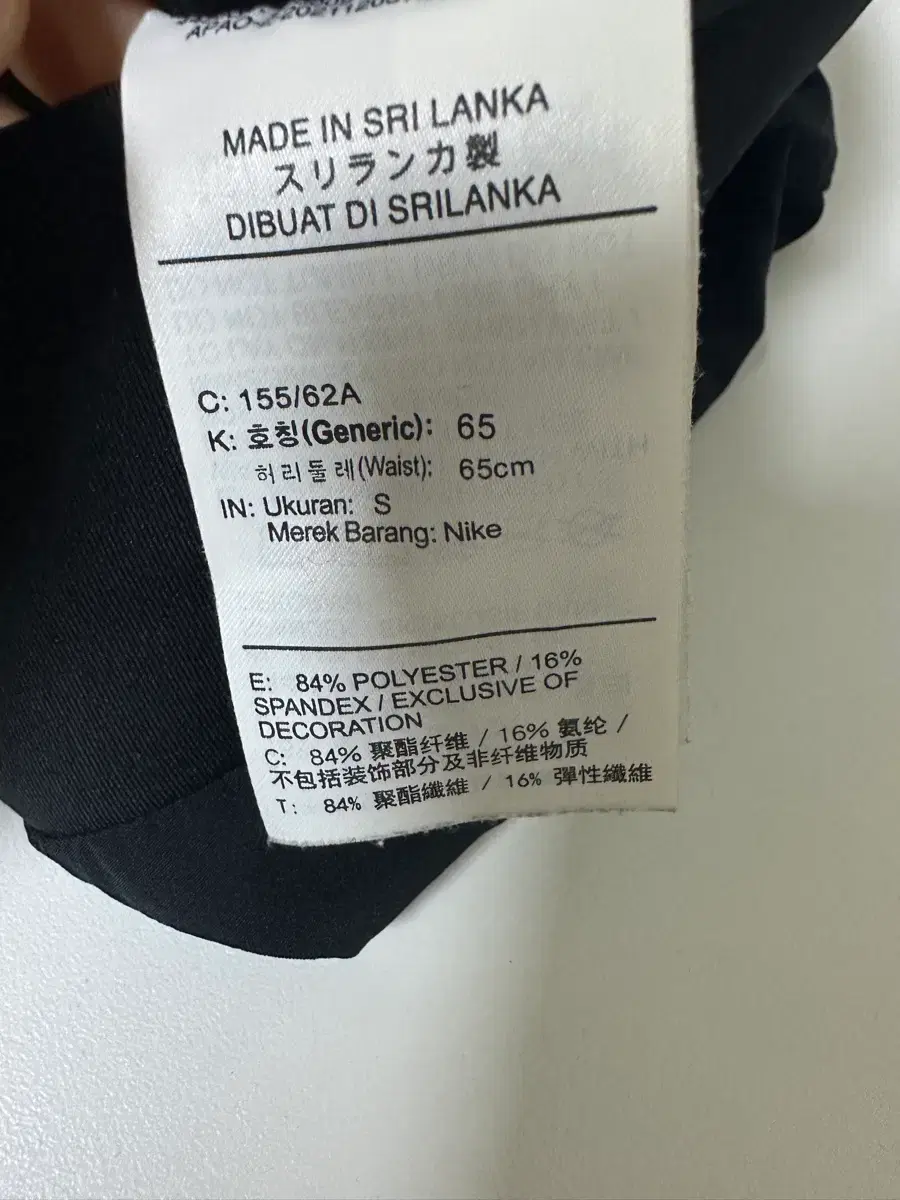 MADE IN SRI LANKA
スリランカ製
DIBUAT DI SRILANKA
C: 155/62A
K: 호칭(Generic): 65
허리둘레(Waist): 65cm
IN: Ukuran: S
Merek Barang: Nike
E: 84% POLYESTER / 16%
SPANDEX / EXCLUSIVE OF
DECORATION
C: 84% 聚酯纤维 / 16% 氨纶 /
不包括装饰部分及非纤维物质
T: 84% 聚酯纖維 / 16% 彈性纖維